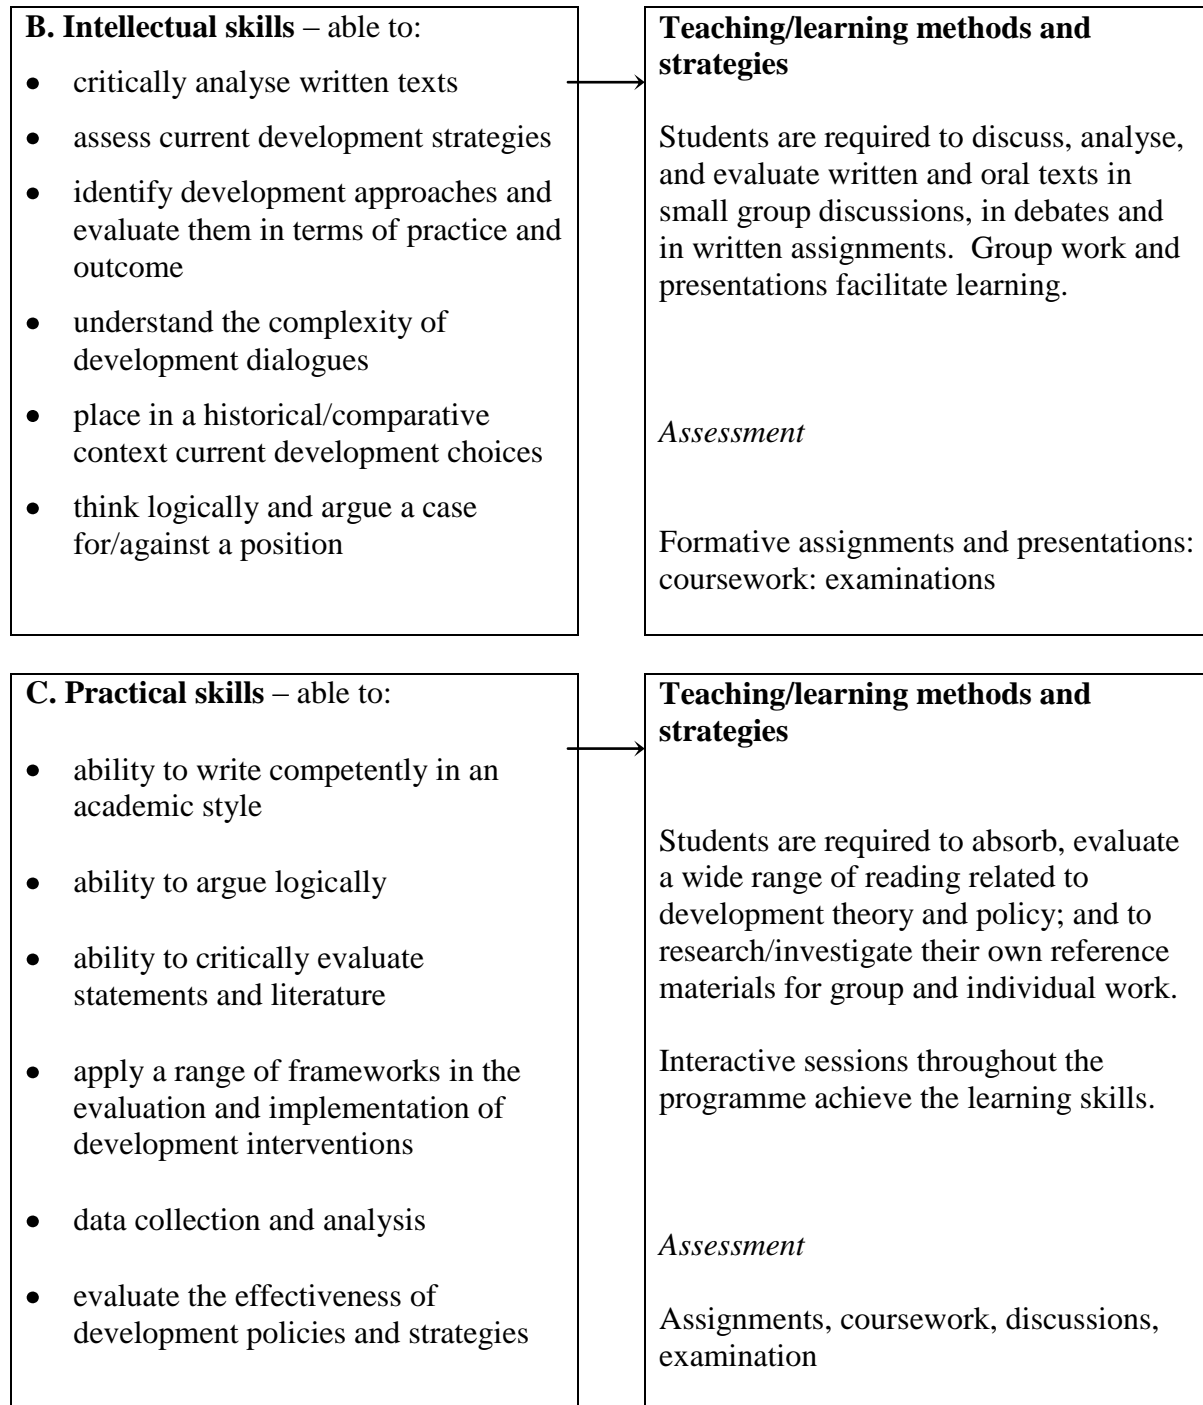 B. Intellectual skills – able to:
• critically analyse written texts
• assess current development strategies
• identify development approaches and
evaluate them in terms of practice and
outcome
• understand the complexity of
development dialogues
• place in a historical/comparative
context current development choices
• think logically and argue a case
for/against a position
Teaching/learning methods and
strategies
Students are required to discuss, analyse,
and evaluate written and oral texts in
small group discussions, in debates and
in written assignments.  Group work and
presentations facilitate learning.
Assessment
Formative assignments and presentations:
coursework: examinations
C. Practical skills – able to:
• ability to write competently in an
academic style
• ability to argue logically
• ability to critically evaluate
statements and literature
• apply a range of frameworks in the
evaluation and implementation of
development interventions
• data collection and analysis
• evaluate the effectiveness of
development policies and strategies
Teaching/learning methods and
strategies
Students are required to absorb, evaluate
a wide range of reading related to
development theory and policy; and to
research/investigate their own reference
materials for group and individual work.
Interactive sessions throughout the
programme achieve the learning skills.
Assessment
Assignments, coursework, discussions,
examination